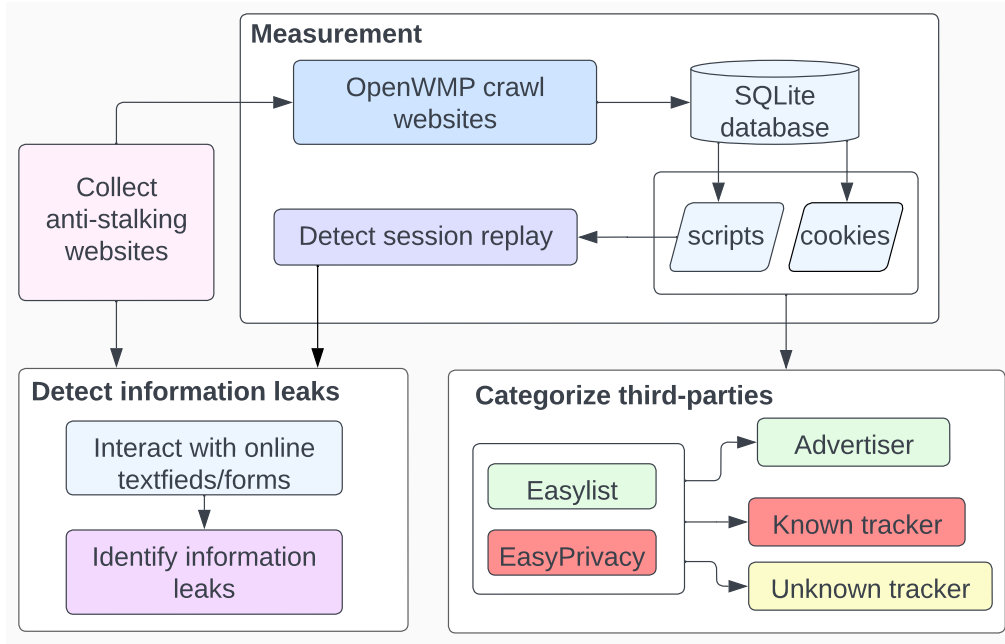 Measurement
OpenWMP crawl
websites
SQLite
database
Collect
anti-stalking
websites
Detect session replay
scripts
cookies
Detect information leaks
Interact with online
textfieds/forms
Identify information
leaks
Categorize third-parties
Easylist
EasyPrivacy
Advertiser
Known tracker
Unknown tracker